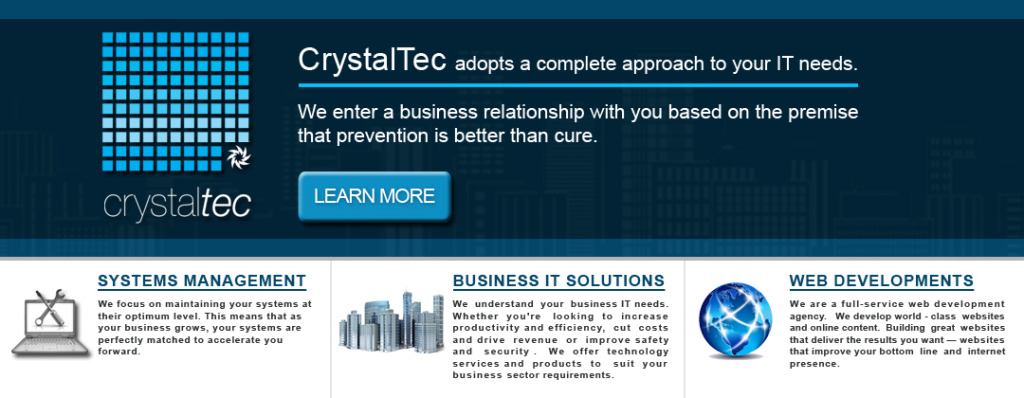 CrystalTec adopts a complete approach to your IT needs.
We enter a business relationship with you based on the premise
that prevention is better than cure.
LEARN MORE
crystaltec
SYSTEMS MANAGEMENT
We focus on maintaining your systems at
their optimum level. This means that as
your business grows, your systems are
perfectly matched to accelerate you
forward.
BUSINESS IT SOLUTIONS
We understand your business IT needs.
Whether you're looking to increase
productivity and efficiency, cut costs
and drive revenue or improve safety
and security . We offer technology
services and products to suit your
business sector requirements.
WEB DEVELOPMENTS
We are a full-service web development
agency. We develop world - class websites
and online content. Building great websites
that deliver the results you want — websites
that improve your bottom line and internet
presence.